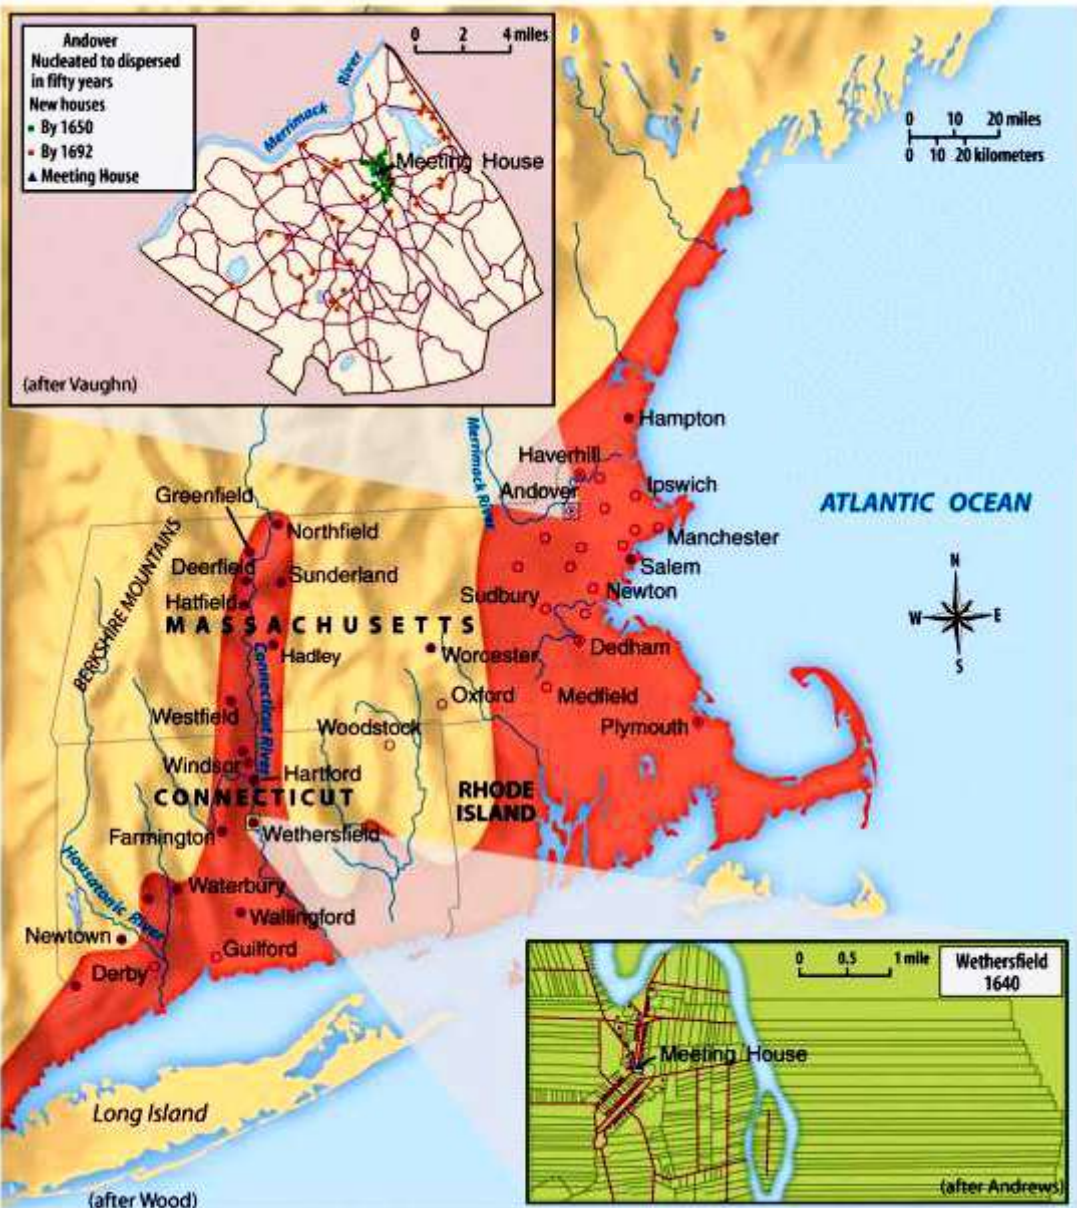 Andover
Nucleated to dispersed
in fifty years
New houses
By 1650
By 1692
Meeting House
0 2 4 miles
Merrimack River
Meeting House
(after Vaughn)
0 10 20 miles
0 10 20 kilometers
Hampton
Merrimack River
Haverhill
Andover
Ipswich
ATLANTIC OCEAN
Greenfield
Northfield
Manchester
BERKSHIRE MOUNTAINS
Deerfield
Sunderland
Salem
N
W E
S
Hatfield
Sudbury
Newton
MASSACHUSETTS
Connecticut River
Hadley
Worcester
Dedham
Westfield
Oxford
Medfield
Woodstock
Plymouth
Windsor
Hartford
CONNECTICUT
RHODE
ISLAND
Farmington
Wethersfield
Housatonic River
Waterbury
Wallingford
Newtown
Guilford
Derby
0 0.5 1 mile
Wethersfield
1640
Meeting House
Long Island
(after Andrews)
(after Wood)